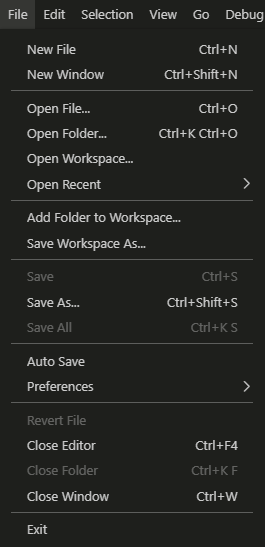 File Edit Selection View Go Debug
New File Ctrl+N
New Window Ctrl+Shift+N
Open File... Ctrl+O
Open Folder... Ctrl+K Ctrl+O
Open Workspace...
Open Recent
Add Folder to Workspace...
Save Workspace As...
Save Ctrl+S
Save As... Ctrl+Shift+S
Save All Ctrl+K S
Auto Save
Preferences
Revert File
Close Editor Ctrl+F4
Close Folder Ctrl+K F
Close Window Ctrl+W
Exit